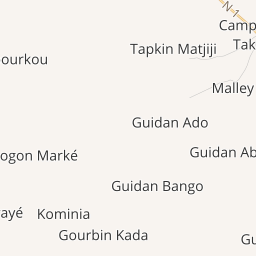 N 1
Camp
Tak
Tapkin Matjiji
ourkou
Malley
Guidan Ado
Guidan Ab
ogon Marké
Guidan Bango
ayé
Kominia
Gourbin Kada
Gu